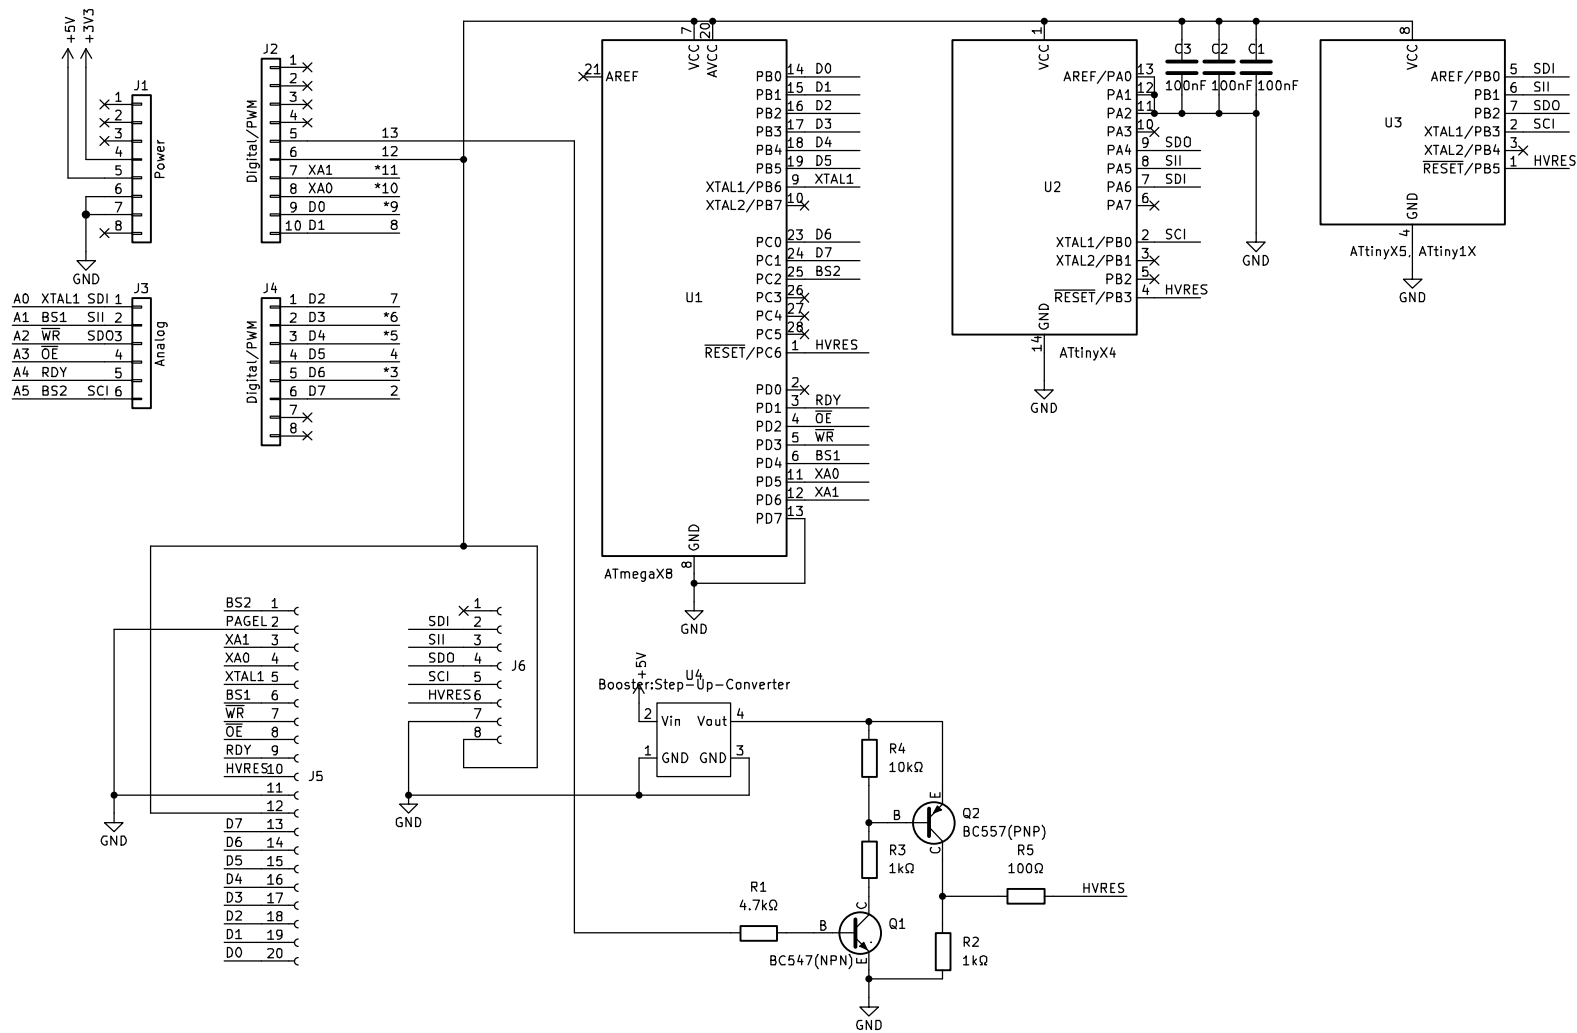 +5V
+3V3
J1
1
2
3
4
5
6
7
8
Power
GND
J2
1
2
3
4
5 13
6 12
7 XA1 *11
8 XA0 *10
9 D0 *9
10 D1 8
Digital/PWM
J3
A0 XTAL1 SDI 1
A1 BS1 SII 2
A2 WR SDO 3
A3 OE 4
A4 RDY 5
A5 BS2 SCI 6
Analog
J4
1 D2 7
2 D3 *6
3 D4 *5
4 D5 4
5 D6 *3
6 D7 2
7
8
Digital/PWM
7 20
VCC AVCC
21 AREF
PB0 14 D0
PB1 15 D1
PB2 16 D2
PB3 17 D3
PB4 18 D4
PB5 19 D5
XTAL1/PB6 9 XTAL1
XTAL2/PB7 10
PC0 23 D6
PC1 24 D7
PC2 25 BS2
PC3 26
PC4 27
PC5 28
RESET/PC6 1 HVRES
PD0 2
PD1 3 RDY
PD2 4 OE
PD3 5 WR
PD4 6 BS1
PD5 11 XA0
PD6 12 XA1
PD7 13
U1
GND
8
ATmegaX8
GND
1
VCC
AREF/PA0 13
PA1 12
PA2 11
PA3 10
PA4 9 SDO
PA5 8 SII
PA6 7 SDI
PA7 6
XTAL1/PB0 2 SCI
XTAL2/PB1 3
PB2 5
RESET/PB3 4 HVRES
U2
GND
14
ATtinyX4
GND
C3 C2 C1
100nF 100nF 100nF
GND
8
VCC
AREF/PB0 5 SDI
PB1 6 SII
PB2 7 SDO
XTAL1/PB3 2 SCI
XTAL2/PB4 3
RESET/PB5 1 HVRES
U3
GND
4
ATtinyX5, ATtiny1X
GND
BS2 1
PAGEL 2
XA1 3
XA0 4
XTAL1 5
BS1 6
WR 7
OE 8
RDY 9
HVRES 10
11
12
D7 13
D6 14
D5 15
D4 16
D3 17
D2 18
D1 19
D0 20
J5
GND
1
SDI 2
SII 3
SDO 4
SCI 5
HVRES 6
7
8
J6
GND
+5V
U4
Booster:Step-Up-Converter
2 Vin Vout 4
1 GND GND 3
R4
10kΩ
B
E
C
Q2
BC557(PNP)
R3
1kΩ
R5
100Ω
HVRES
R1
4.7kΩ
B
C
E
Q1
BC547(NPN)
R2
1kΩ
GND